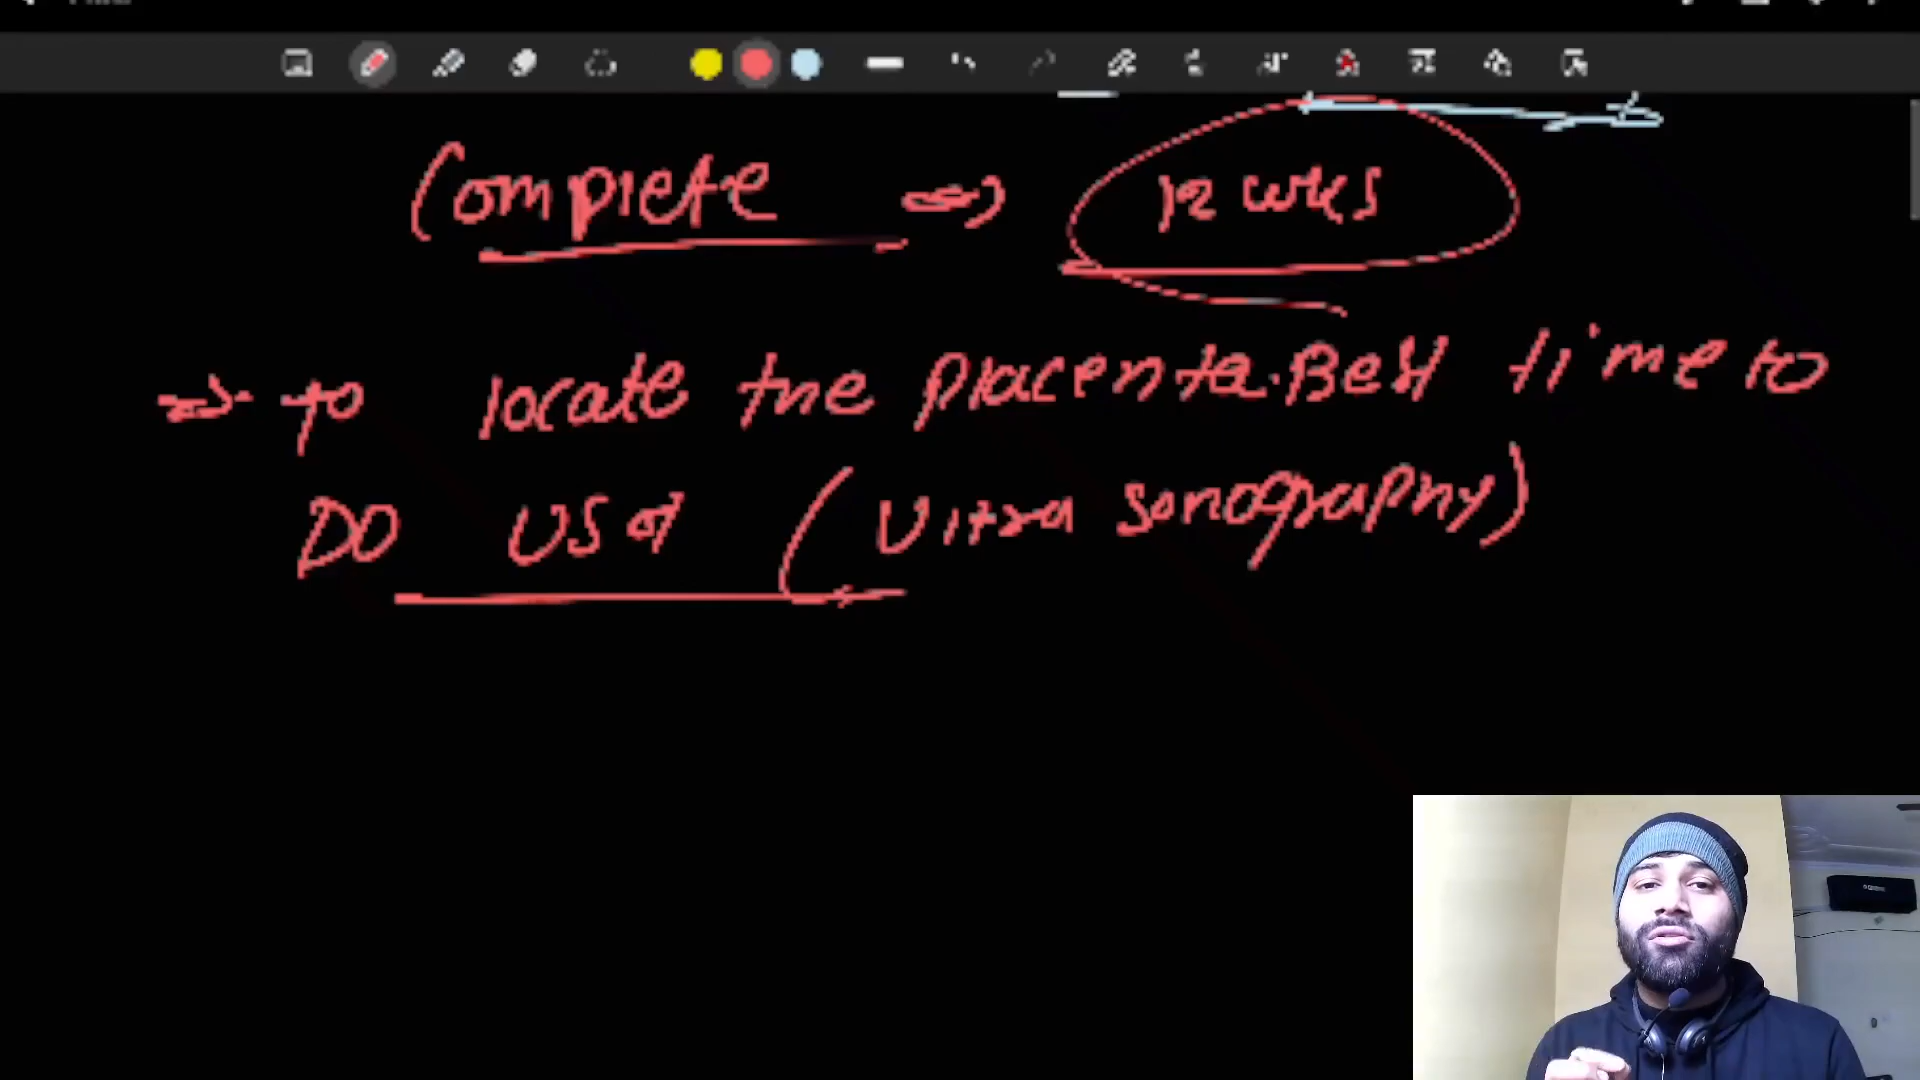 Complete ⇒ 12 wks
⇒ to locate the placenta. Best time to
DO USG (Ultra sonography)